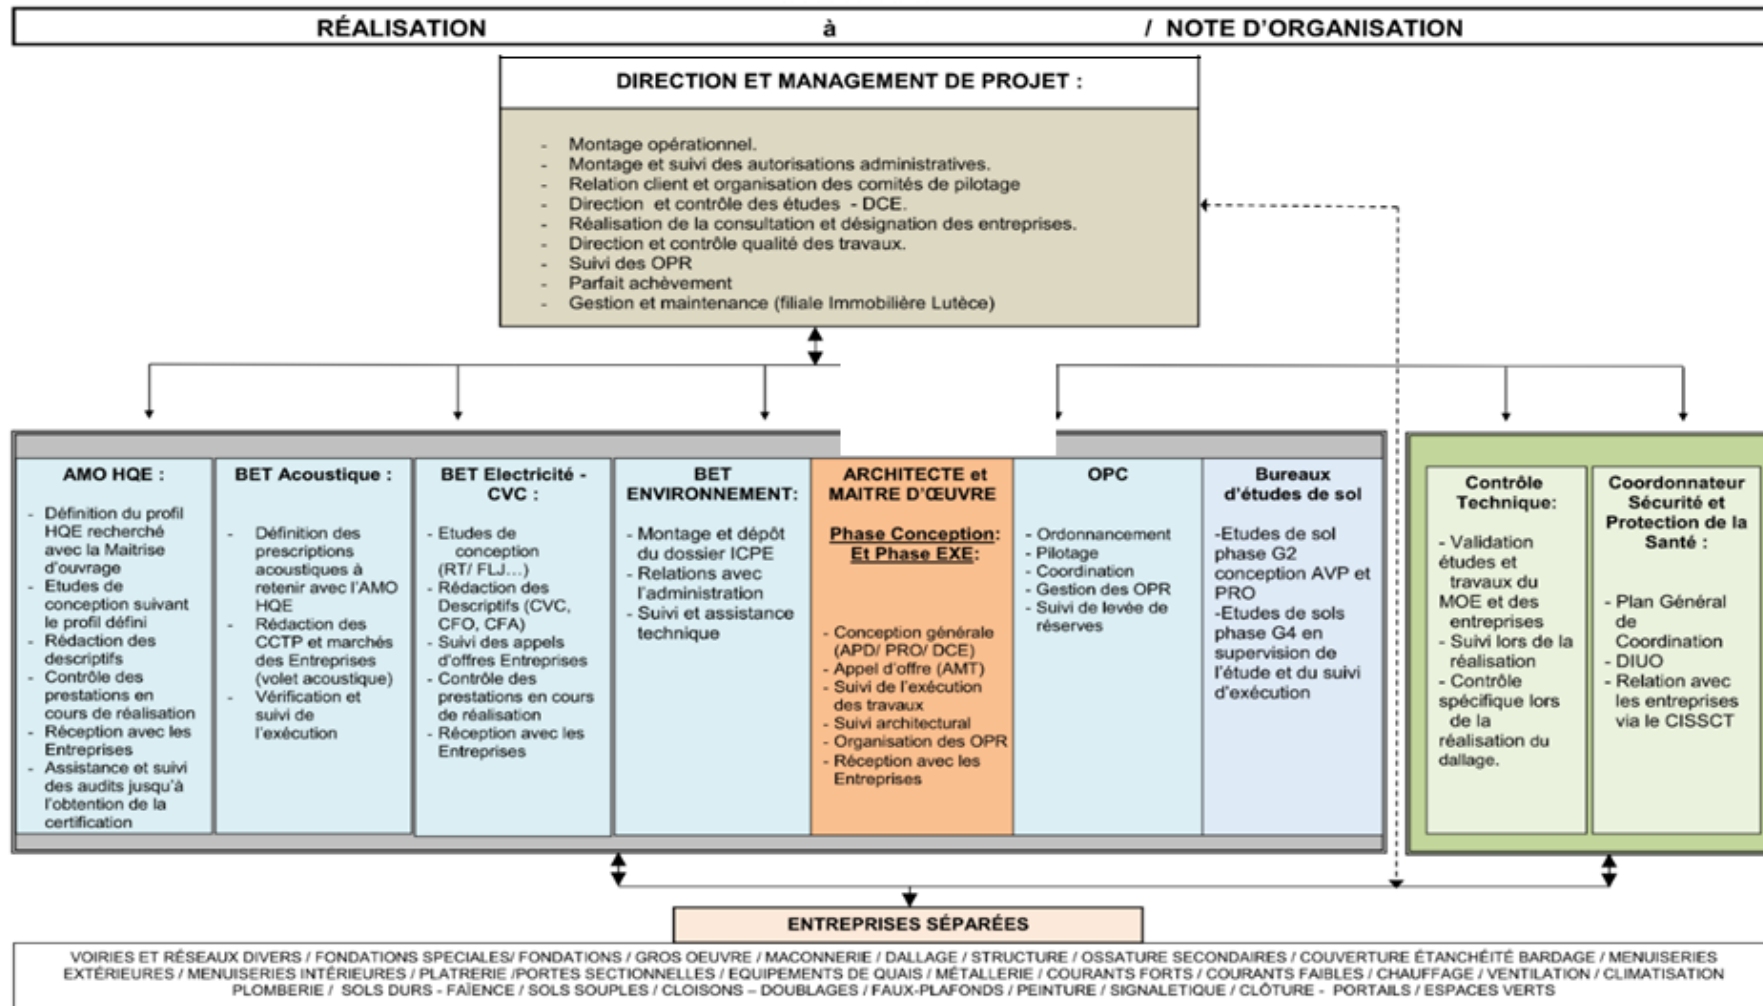 RÉALISATION à / NOTE D'ORGANISATION
DIRECTION ET MANAGEMENT DE PROJET :
- Montage opérationnel.
- Montage et suivi des autorisations administratives.
- Relation client et organisation des comités de pilotage
- Direction et contrôle des études - DCE.
- Réalisation de la consultation et désignation des entreprises.
- Direction et contrôle qualité des travaux.
- Suivi des OPR
- Parfait achèvement
- Gestion et maintenance (filiale Immobilière Lutèce)
AMO HQE :
- Définition du profil
HQE recherché
avec la Maitrise
d'ouvrage
- Etudes de
conception suivant
le profil défini
- Rédaction des
descriptifs
- Contrôle des
prestations en
cours de réalisation
- Réception avec les
Entreprises
- Assistance et suivi
des audits jusqu'à
l'obtention de la
certification
BET Acoustique :
- Définition des
prescriptions
acoustiques à
retenir avec l'AMO
HQE
- Rédaction des
CCTP et marchés
des Entreprises
(volet acoustique)
- Vérification et
suivi de
l'exécution
BET Electricité -
CVC :
- Etudes de
conception
(RT/ FLJ...)
- Rédaction des
Descriptifs (CVC,
CFO, CFA)
- Suivi des appels
d'offres Entreprises
- Contrôle des
prestations en cours
de réalisation
- Réception avec les
Entreprises
BET
ENVIRONNEMENT:
- Montage et dépôt
du dossier ICPE
- Relations avec
l'administration
- Suivi et assistance
technique
ARCHITECTE et
MAITRE D'ŒUVRE
Phase Conception:
Et Phase EXE:
- Conception générale
(APD/ PRO/ DCE)
- Appel d'offre (AMT)
- Suivi de l'exécution
des travaux
- Suivi architectural
- Organisation des OPR
- Réception avec les
Entreprises
OPC
- Ordonnancement
- Pilotage
- Coordination
- Gestion des OPR
- Suivi de levée de
réserves
Bureaux
d'études de sol
-Etudes de sol
phase G2
conception AVP et
PRO
-Etudes de sols
phase G4 en
supervision de
l'étude et du suivi
d'exécution
Contrôle
Technique:
- Validation
études et
travaux du
MOE et des
entreprises
- Suivi lors de la
réalisation
- Contrôle
spécifique lors
de la
réalisation du
dallage.
Coordonnateur
Sécurité et
Protection de la
Santé :
- Plan Général
de
Coordination
- DIUO
- Relation avec
les entreprises
via le CISSCT
ENTREPRISES SÉPARÉES
VOIRIES ET RÉSEAUX DIVERS / FONDATIONS SPECIALES/ FONDATIONS / GROS OEUVRE / MACONNERIE / DALLAGE / STRUCTURE / OSSATURE SECONDAIRES / COUVERTURE ÉTANCHÉITÉ BARDAGE / MENUISERIES
EXTÉRIEURES / MENUISERIES INTÉRIEURES / PLATRERIE /PORTES SECTIONNELLES / EQUIPEMENTS DE QUAIS / MÉTALLERIE / COURANTS FORTS / COURANTS FAIBLES / CHAUFFAGE / VENTILATION / CLIMATISATION
PLOMBERIE / SOLS DURS - FAÏENCE / SOLS SOUPLES / CLOISONS – DOUBLAGES / FAUX-PLAFONDS / PEINTURE / SIGNALETIQUE / CLÔTURE - PORTAILS / ESPACES VERTS